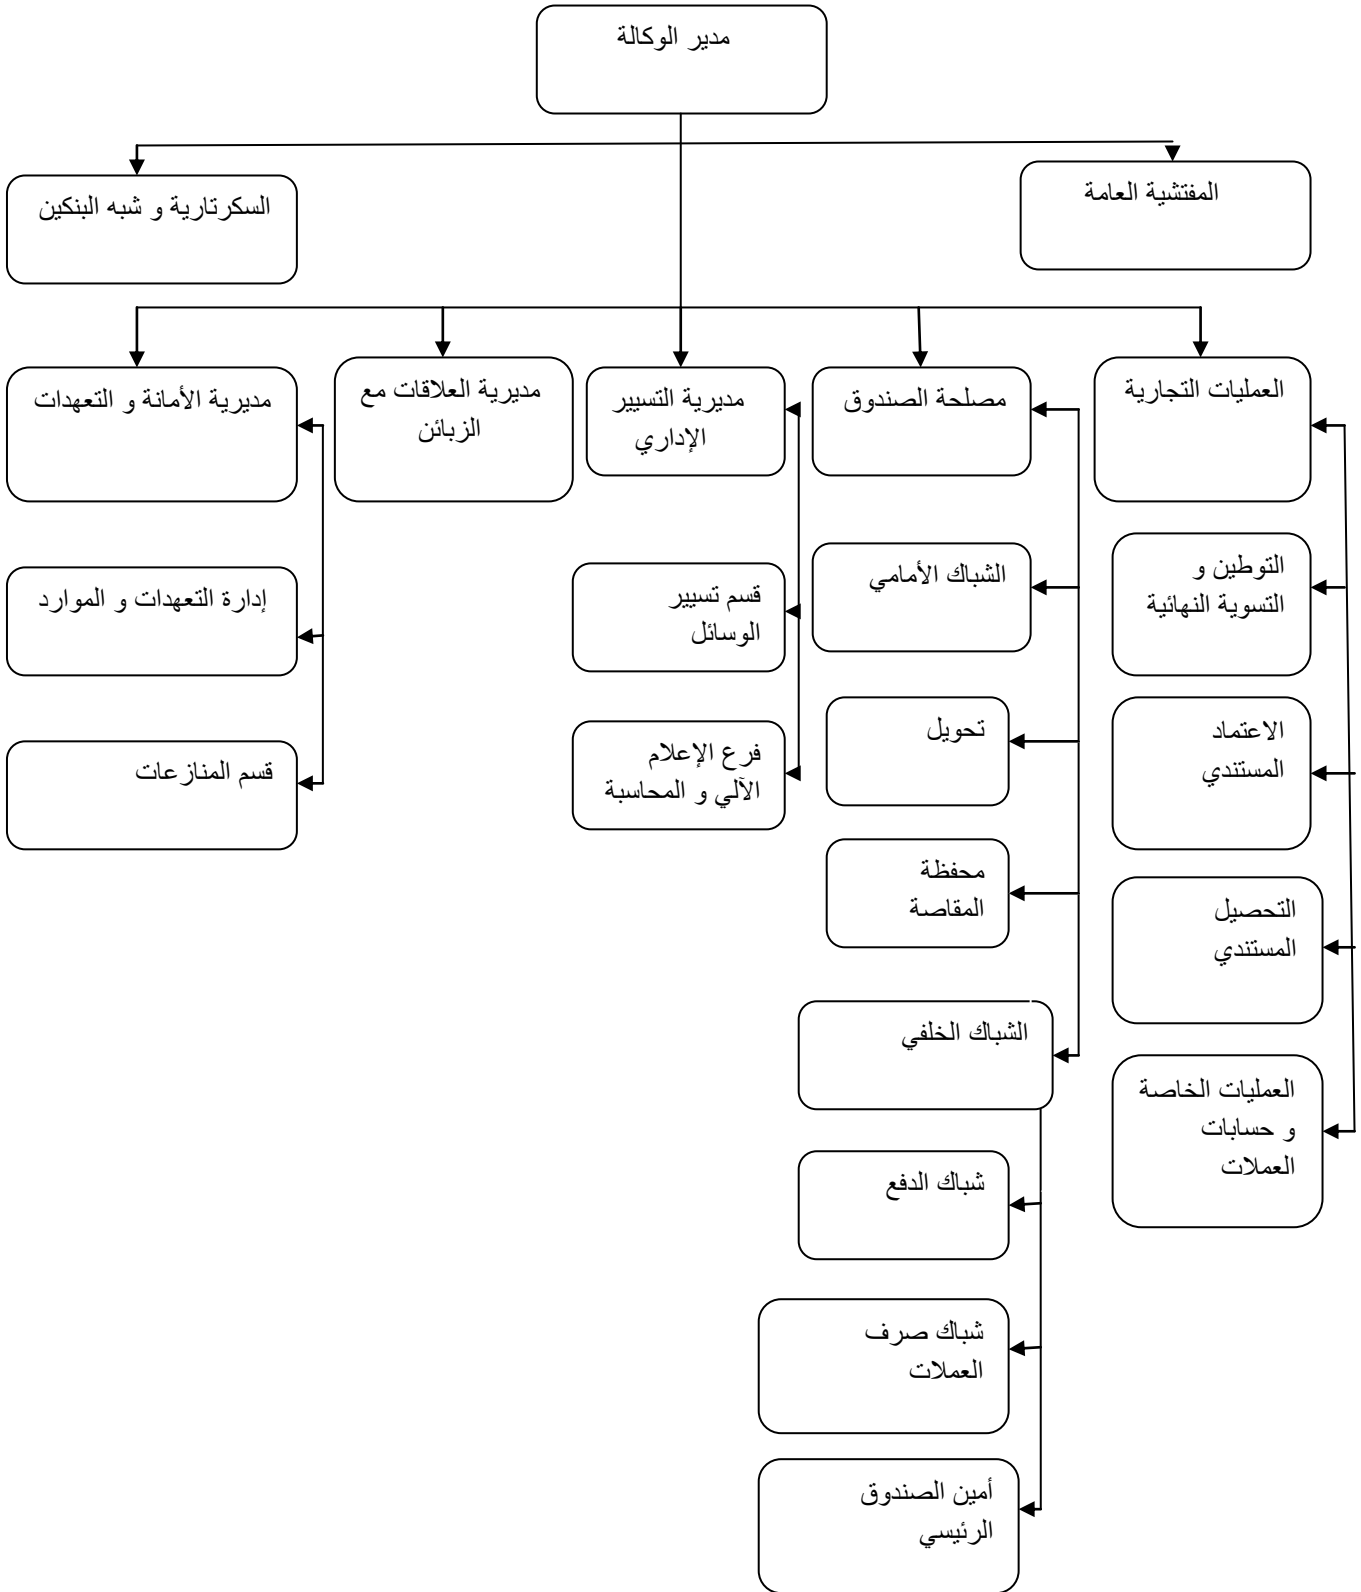 مدير الوكالة
المفتشية العامة
السكرتارية و شبه البنكين
العمليات التجارية
مصلحة الصندوق
مديرية التسيير
الإداري
مديرية العلاقات مع
الزبائن
مديرية الأمانة و التعهدات
التوطين و
التسوية النهائية
الشباك الأمامي
قسم تسيير
الوسائل
إدارة التعهدات و الموارد
الاعتماد
المستندي
تحويل
فرع الإعلام
الآلي و المحاسبة
قسم المنازعات
محفظة
المقاصة
التحصيل
المستندي
الشباك الخلفي
العمليات الخاصة
و حسابات
العملات
شباك الدفع
شباك صرف
العملات
أمين الصندوق
الرئيسي